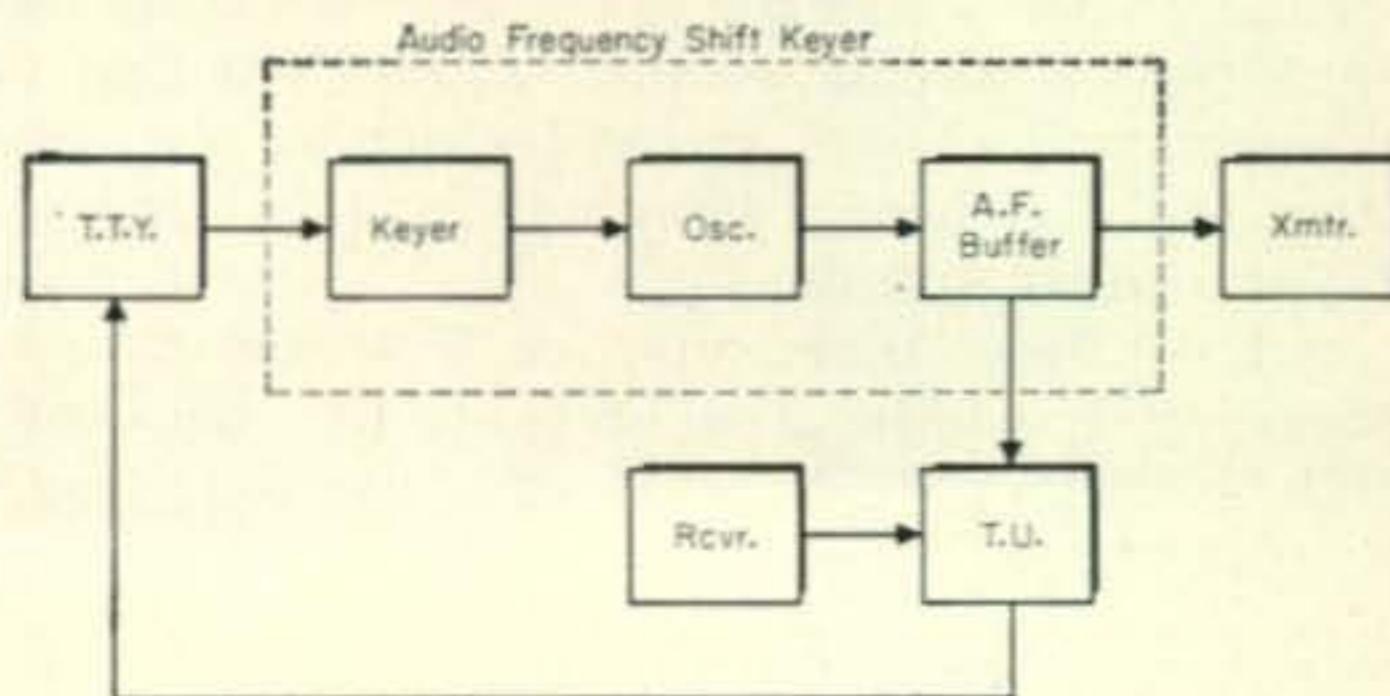 Audio Frequency Shift Keyer
T.T.Y.
Keyer
Osc.
A.F.
Buffer
Xmtr.
Rcvr.
T.U.